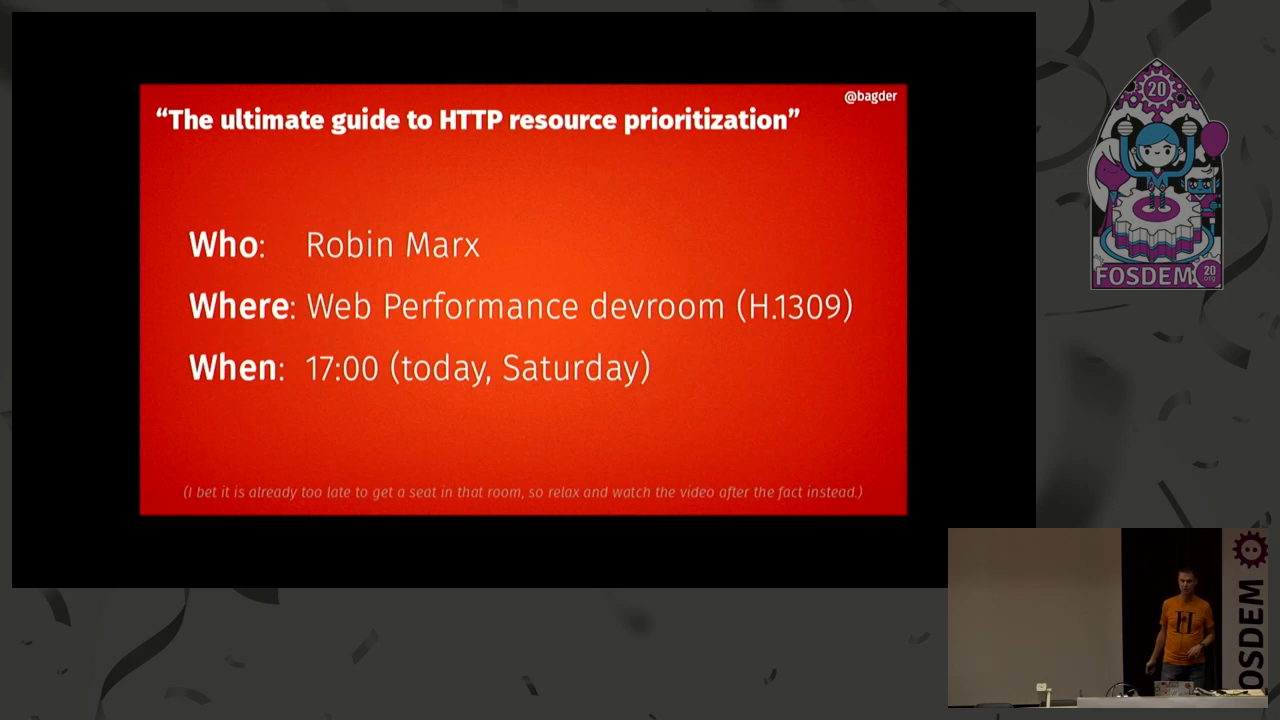 @bagder
“The ultimate guide to HTTP resource prioritization”
Who: Robin Marx
Where: Web Performance devroom (H.1309)
When: 17:00 (today, Saturday)
(I bet it is already too late to get a seat in that room, so relax and watch the video after the fact instead.)
20
FOSDEM
20
org
H
OSDEM